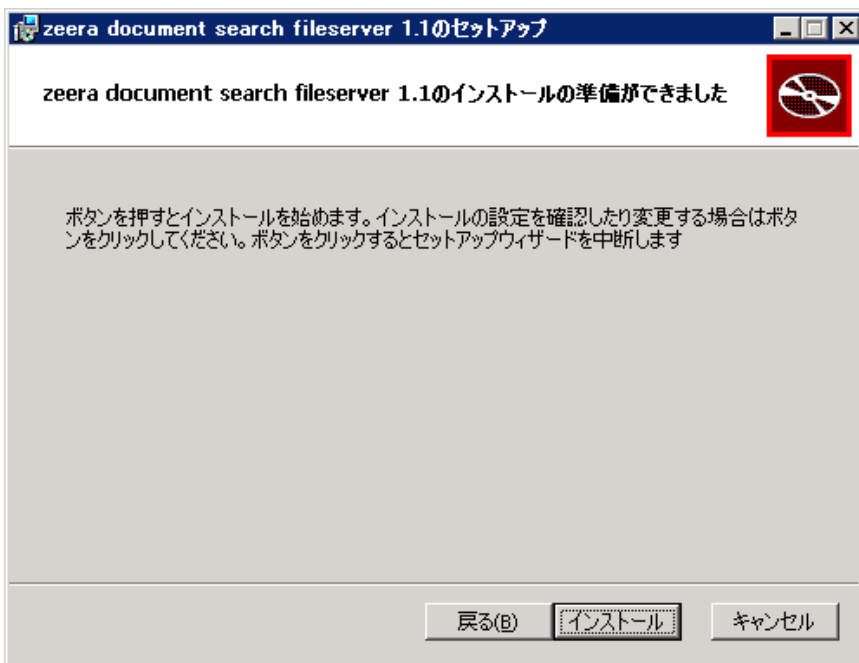 zeera document search fileserver 1.1のセットアップ
zeera document search fileserver 1.1のインストールの準備ができました
ボタンを押すとインストールを始めます。インストールの設定を確認したり変更する場合はボタ
ンをクリックしてください。ボタンをクリックするとセットアップウィザードを中断します
戻る(B)
インストール
キャンセル